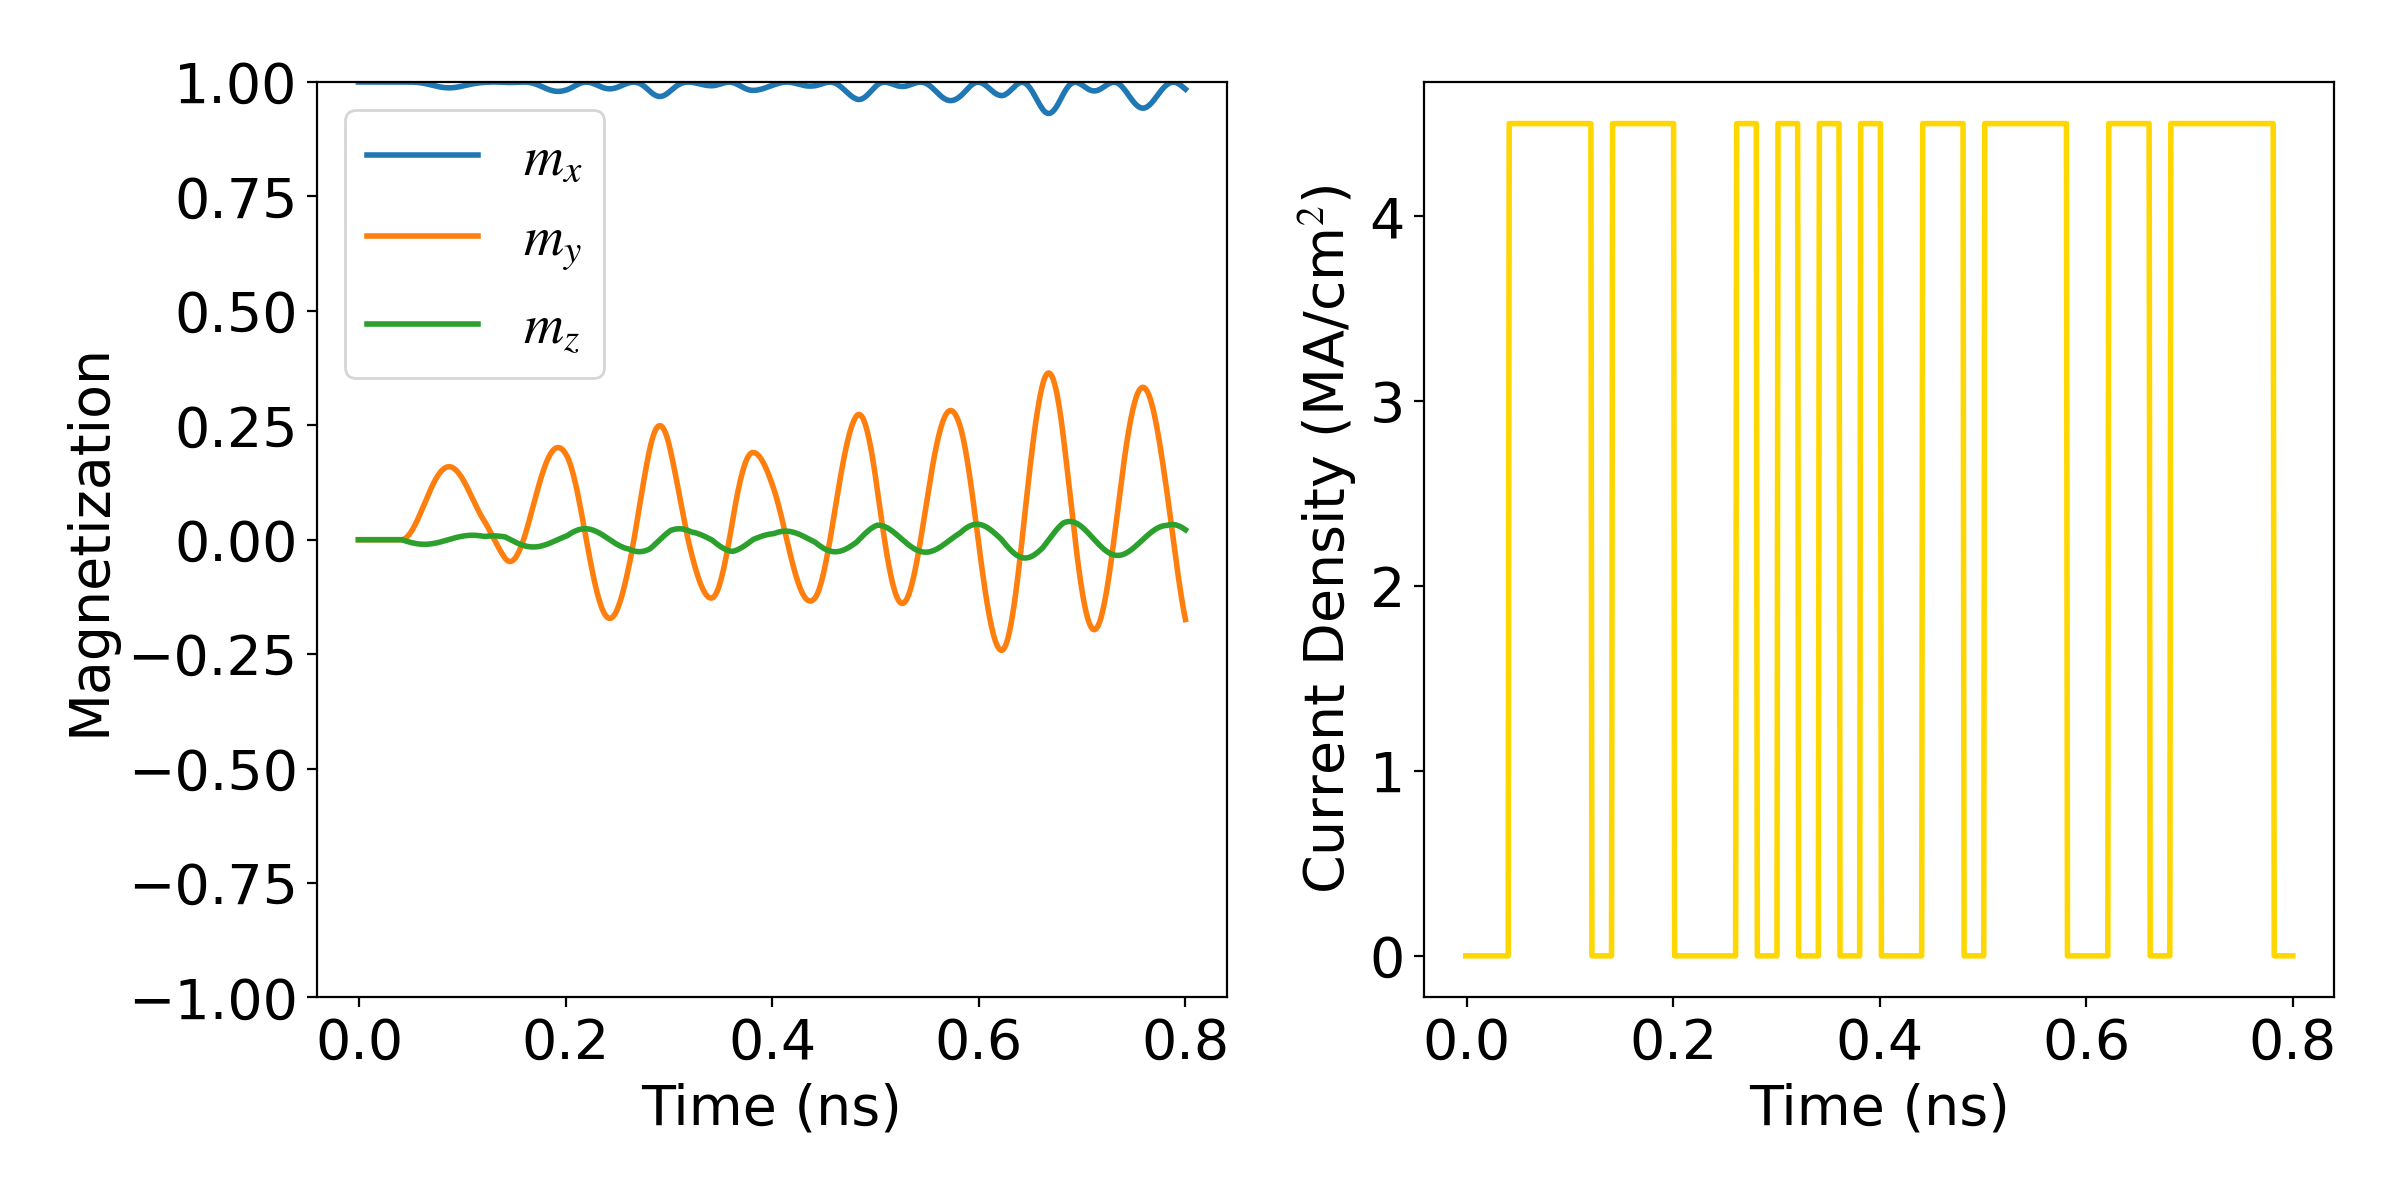 Magnetization
1.00
0.75
0.50
0.25
0.00
−0.25
−0.50
−0.75
−1.00
m_x
m_y
m_z
0.0 0.2 0.4 0.6 0.8
Time (ns)
Current Density (MA/cm²)
4
3
2
1
0
0.0 0.2 0.4 0.6 0.8
Time (ns)